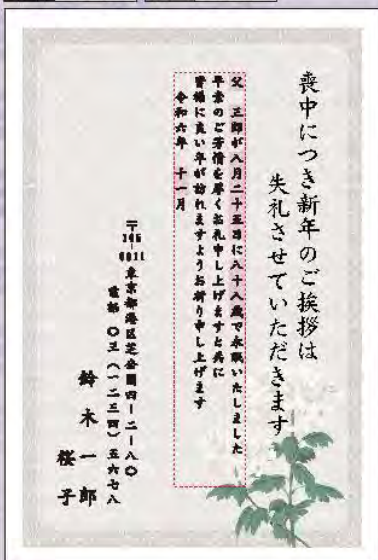 喪中につき新年のご挨拶は
失礼させていただきます
父 三郎が八月二十五日に八十八歳で永眠いたしました
平素のご芳情を厚くお礼申し上げますと共に
皆様に良い年が訪れますようお祈り申し上げます
令和六年 十一月
〒105-0011
東京都港区芝公園四－二－八〇
電話 〇三（一二三四）五六七八
鈴木一郎
桜子